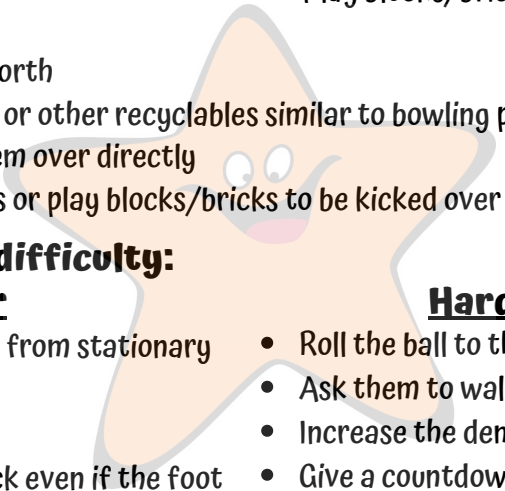 orth
or other recyclables similar to bowling
em over directly
s or play blocks/bricks to be kicked over
difficulty:
from stationary
ck even if the foot
Hard
• Roll the ball to th
• Ask them to wal
• Increase the dem
• Give a countdow